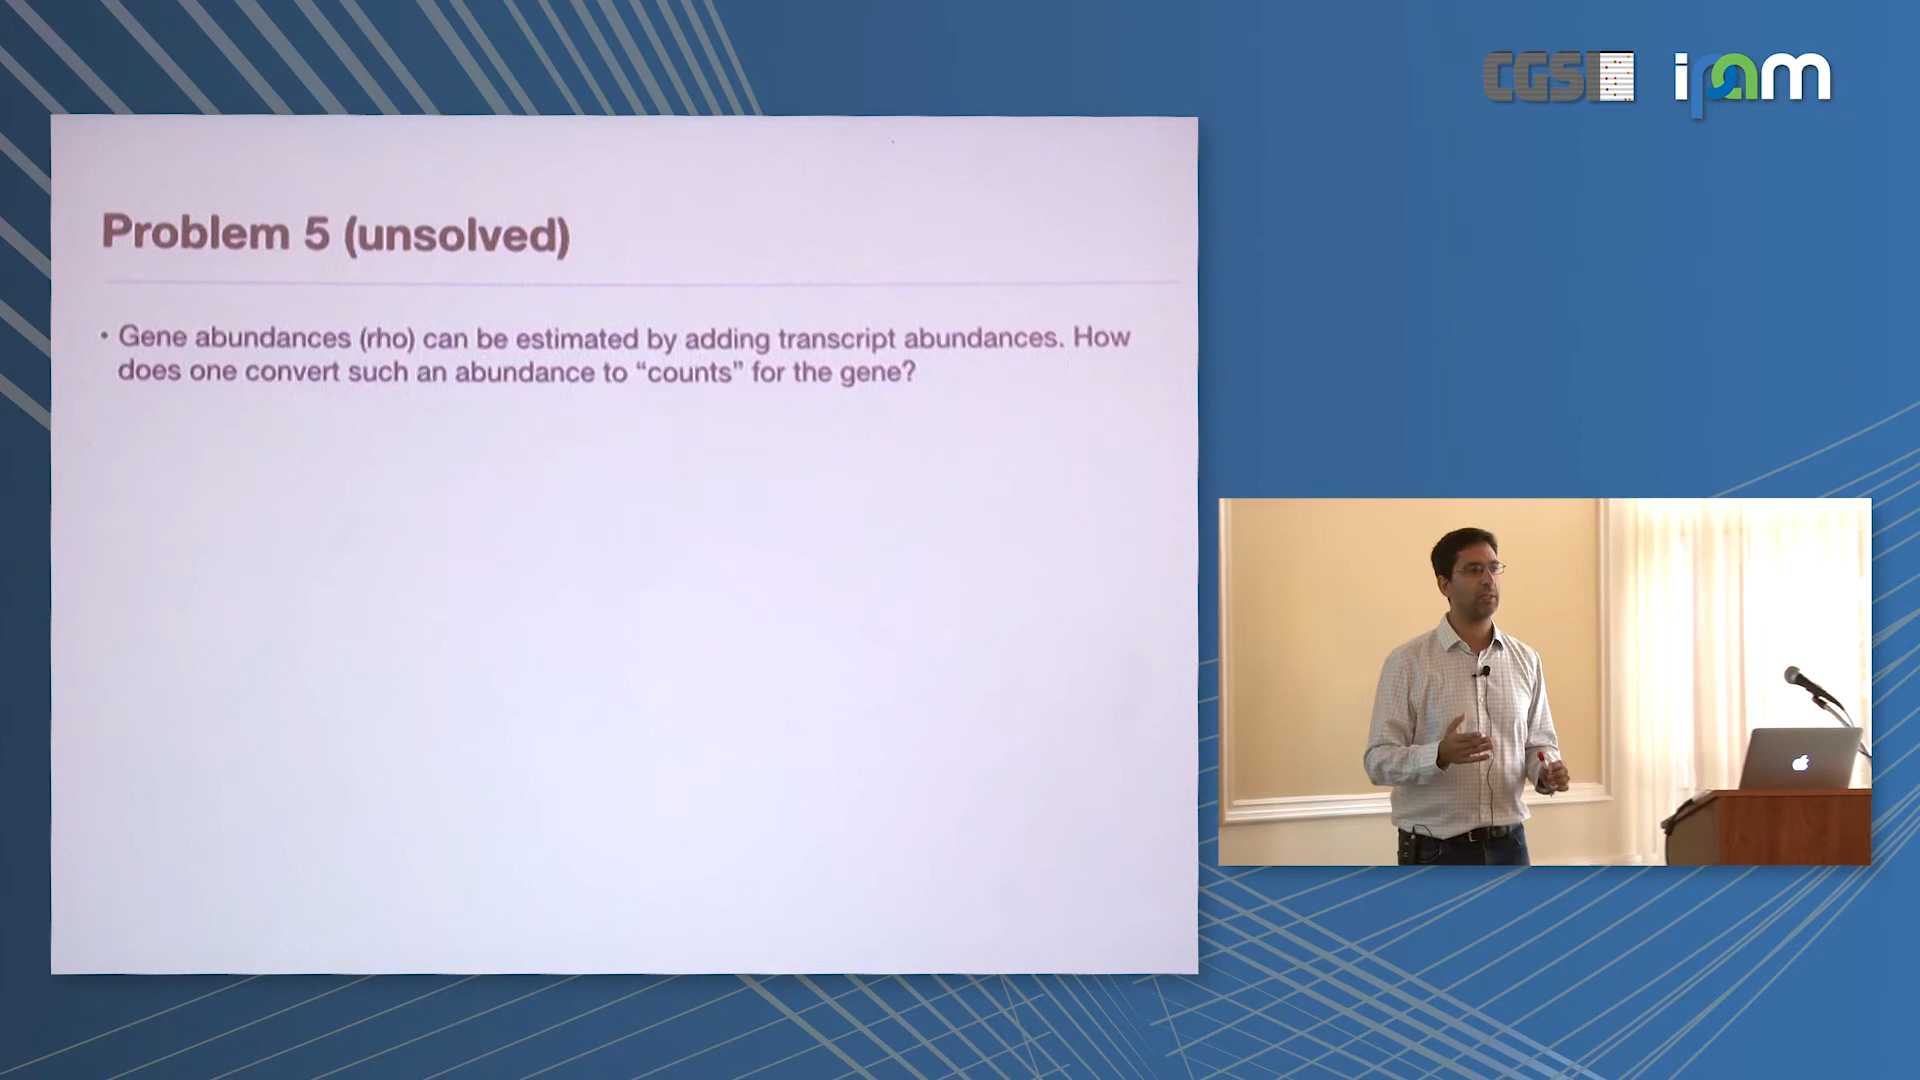 CGSI
ipam
Problem 5 (unsolved)
• Gene abundances (rho) can be estimated by adding transcript abundances. How
does one convert such an abundance to “counts” for the gene?